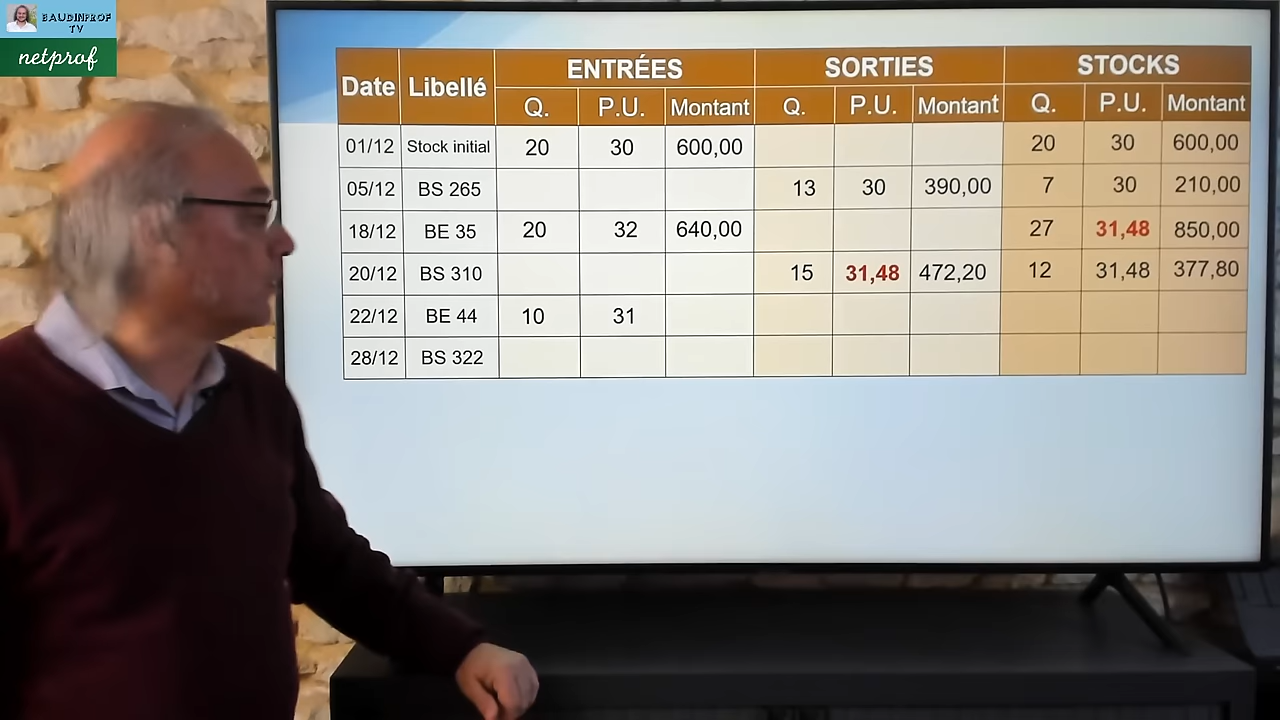 BAUDINPROF
TV
netprof
Date Libellé ENTRÉES SORTIES STOCKS
Q. P.U. Montant Q. P.U. Montant Q. P.U. Montant
01/12 Stock initial 20 30 600,00 20 30 600,00
05/12 BS 265 13 30 390,00 7 30 210,00
18/12 BE 35 20 32 640,00 27 31,48 850,00
20/12 BS 310 15 31,48 472,20 12 31,48 377,80
22/12 BE 44 10 31
28/12 BS 322